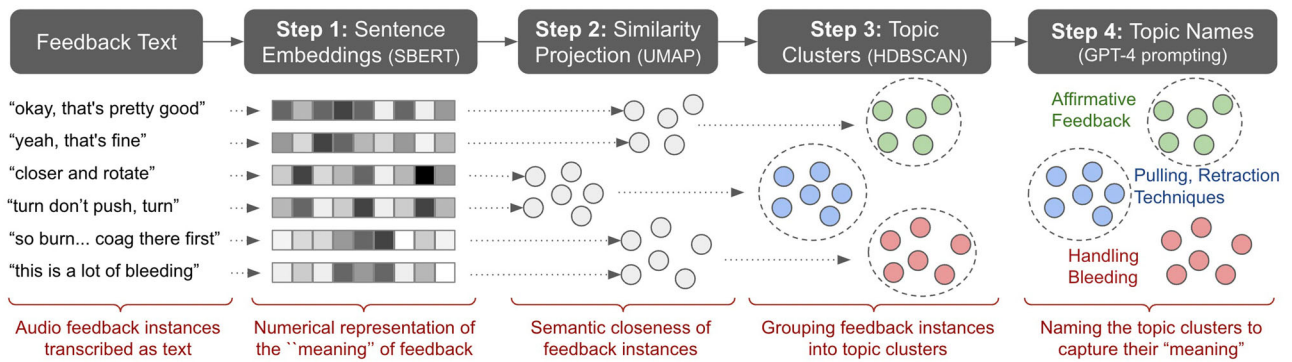 Feedback Text
Step 1: Sentence
Embeddings (SBERT)
Step 2: Similarity
Projection (UMAP)
Step 3: Topic
Clusters (HDBSCAN)
Step 4: Topic Names
(GPT-4 prompting)
“okay, that's pretty good”
“yeah, that's fine”
“closer and rotate”
“turn don’t push, turn”
“so burn... coag there first”
“this is a lot of bleeding”
Affirmative
Feedback
Pulling, Retraction
Techniques
Handling
Bleeding
Audio feedback instances
transcribed as text
Numerical representation of
the ``meaning'' of feedback
Semantic closeness of
feedback instances
Grouping feedback instances
into topic clusters
Naming the topic clusters to
capture their “meaning”